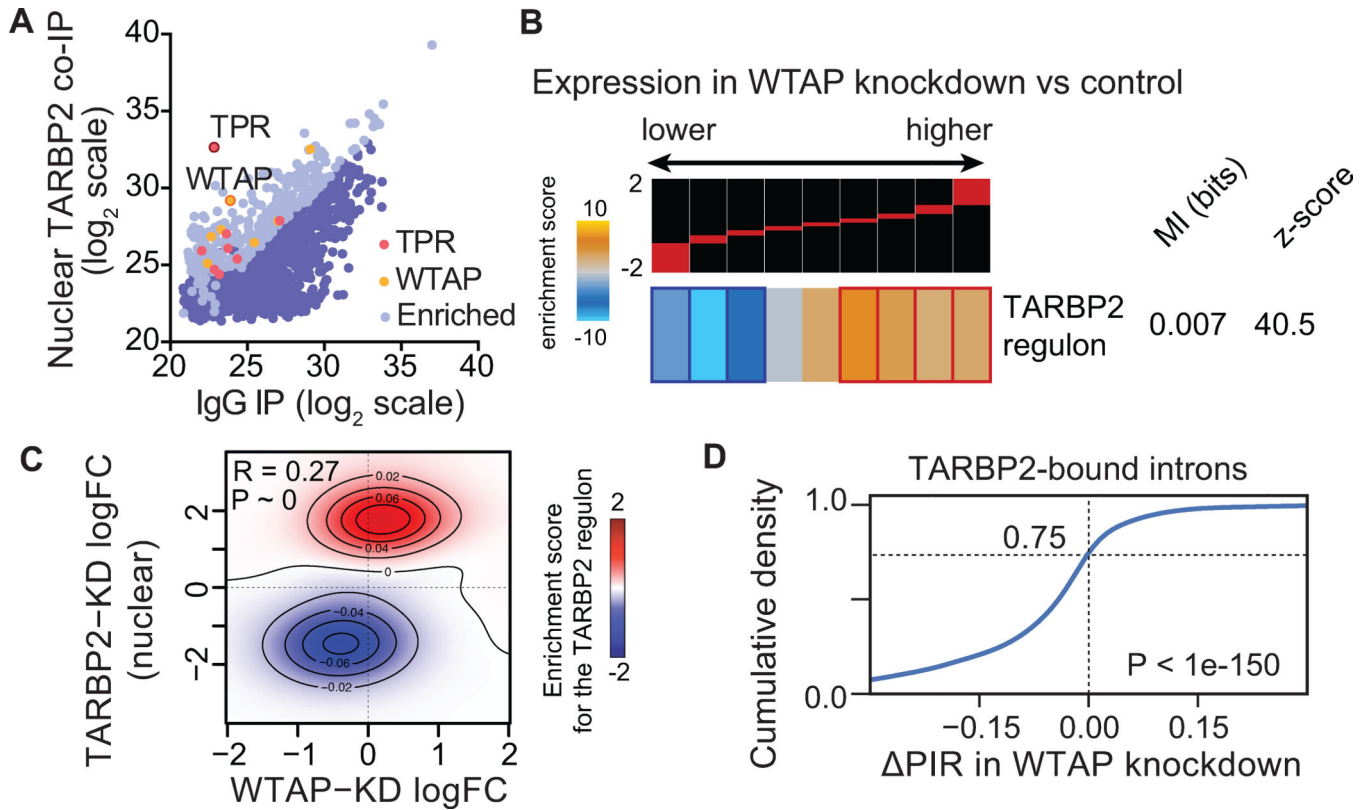 A
Nuclear TARBP2 co-IP
(log2 scale)
40
35
30
25
20
TPR
WTAP
TPR
WTAP
Enriched
20
25
30
35
40
IgG IP (log2 scale)
B
Expression in WTAP knockdown vs control
lower
higher
2
-2
enrichment score
10
-10
TARBP2
regulon
MI (bits)
z-score
0.007
40.5
C
TARBP2−KD logFC
(nuclear)
R = 0.27
P ~ 0
2
0
−2
0.02
0.06
0.04
0
−0.04
−0.06
−0.02
−2
−1
0
1
2
WTAP−KD logFC
Enrichment score
for the TARBP2 regulon
2
-2
D
TARBP2-bound introns
Cumulative density
1.0
0.0
0.75
P < 1e-150
−0.15
0.00
0.15
ΔPIR in WTAP knockdown